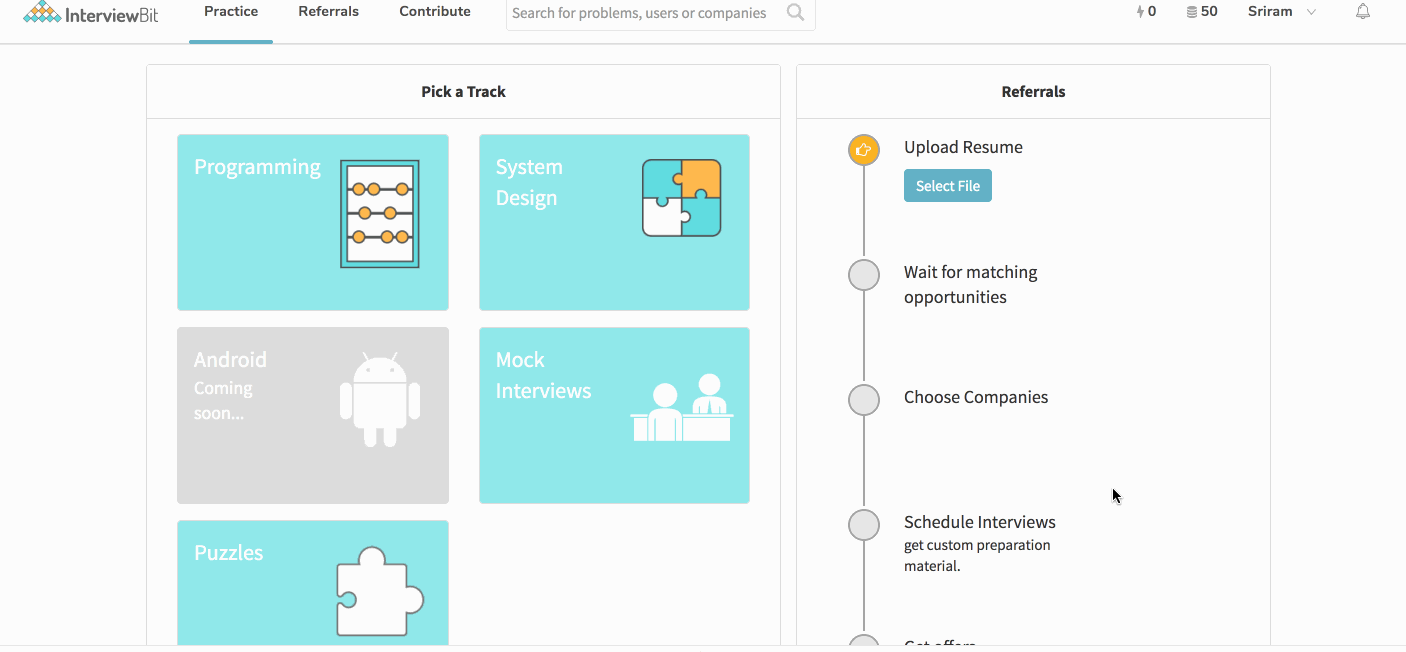 InterviewBit
Practice
Referrals
Contribute
Search for problems, users or companies
0
50
Sriram
Pick a Track
Programming
System
Design
Android
Coming
soon...
Mock
Interviews
Puzzles
Referrals
Upload Resume
Select File
Wait for matching
opportunities
Choose Companies
Schedule Interviews
get custom preparation
material.
Get offers